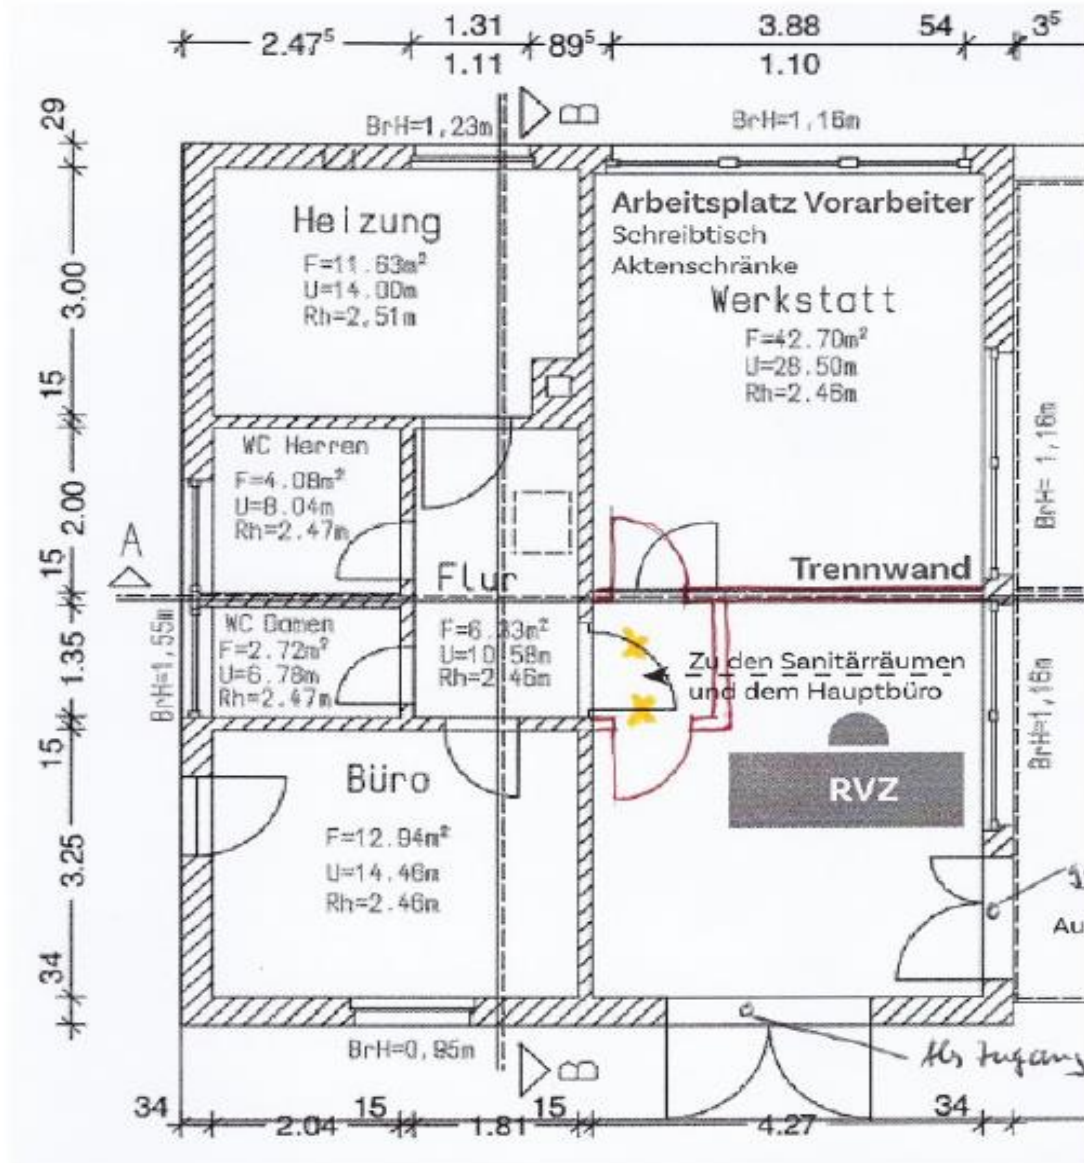 1.31
3.88
54
3⁵
2.47⁵
89⁵
1.11
1.10
29
BrH=1,23m
B
BrH=1,16m
Heizung
F=11.63m²
U=14.00m
Rh=2,51m
Arbeitsplatz Vorarbeiter
Schreibtisch
Aktenschränke
Werkstatt
F=42.70m²
U=28.50m
Rh=2.46m
3.00
15
WC Herren
F=4.08m²
U=8.04m
Rh=2.47m
2.00
BrH= 1,16m
A
15
Flur
Trennwand
WC Damen
F=2.72m²
U=6.78m
Rh=2.47m
F=6.33m²
U=10.58m
Rh=2.46m
BrH=1,55m
1.35
Zu den Sanitärräumen
und dem Hauptbüro
BrH=1,16m
15
Büro
F=12.94m²
U=14.46m
Rh=2.46m
RVZ
3.25
Au
34
BrH=0,95m
B
Als Zugang
34
15
15
34
2.04
1.81
4.27